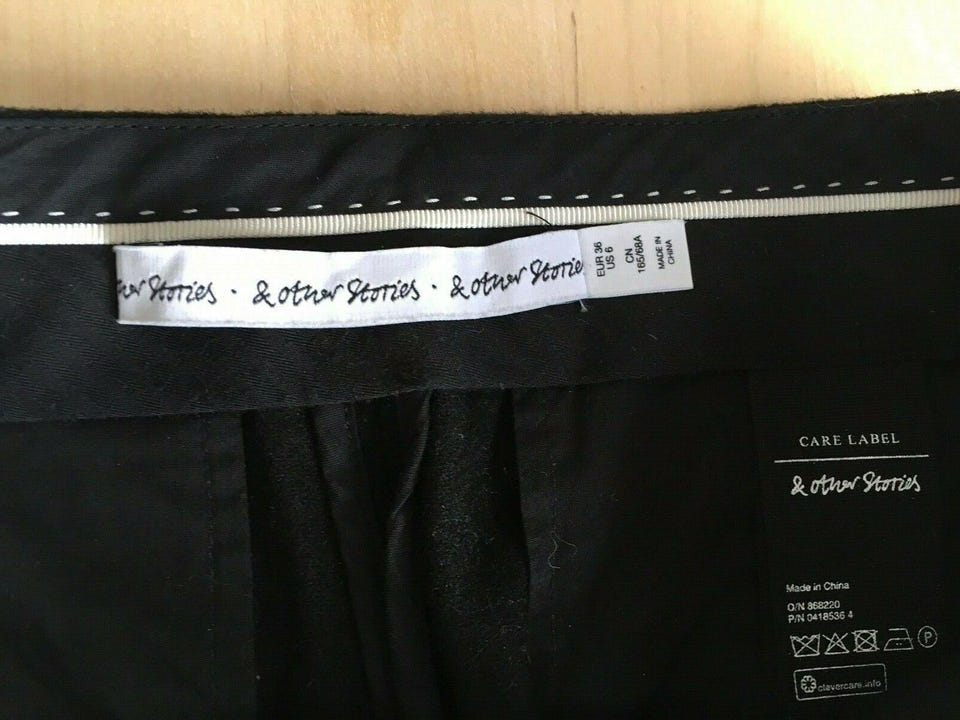 & other Stories · & other Stories · & other Stories
EUR 36
US 6
CN
165/68A
MADE IN
CHINA
CARE LABEL
& other Stories
Made in China
O/N 868220
P/N 0418536 4
P
clevercare.info